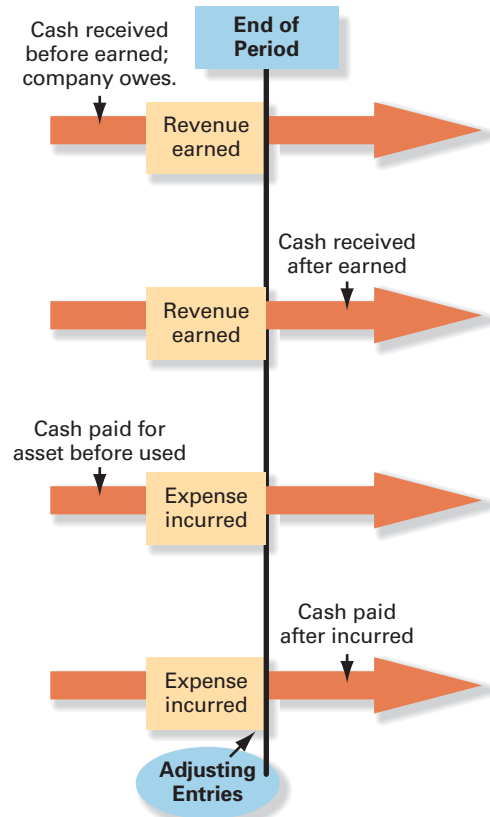 Cash received
before earned;
company owes.
End of
Period
Revenue
earned
Cash received
after earned
Revenue
earned
Cash paid for
asset before used
Expense
incurred
Cash paid
after incurred
Expense
incurred
Adjusting
Entries